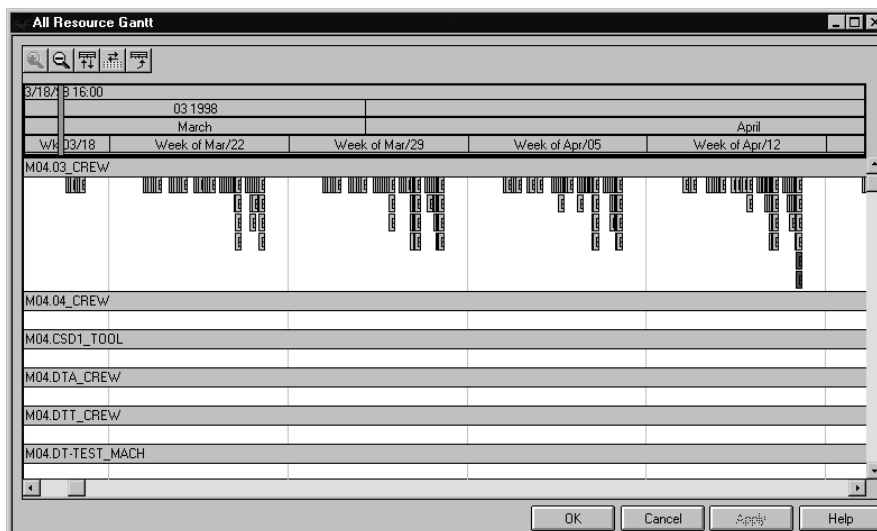 All Resource Gantt
3/18/98 16:00
03 1998
March April
Wk 03/18 Week of Mar/22 Week of Mar/29 Week of Apr/05 Week of Apr/12
M04.03_CREW
M04.04_CREW
M04.CSD1_TOOL
M04.DTA_CREW
M04.DTT_CREW
M04.DT-TEST_MACH
OK Cancel Apply Help